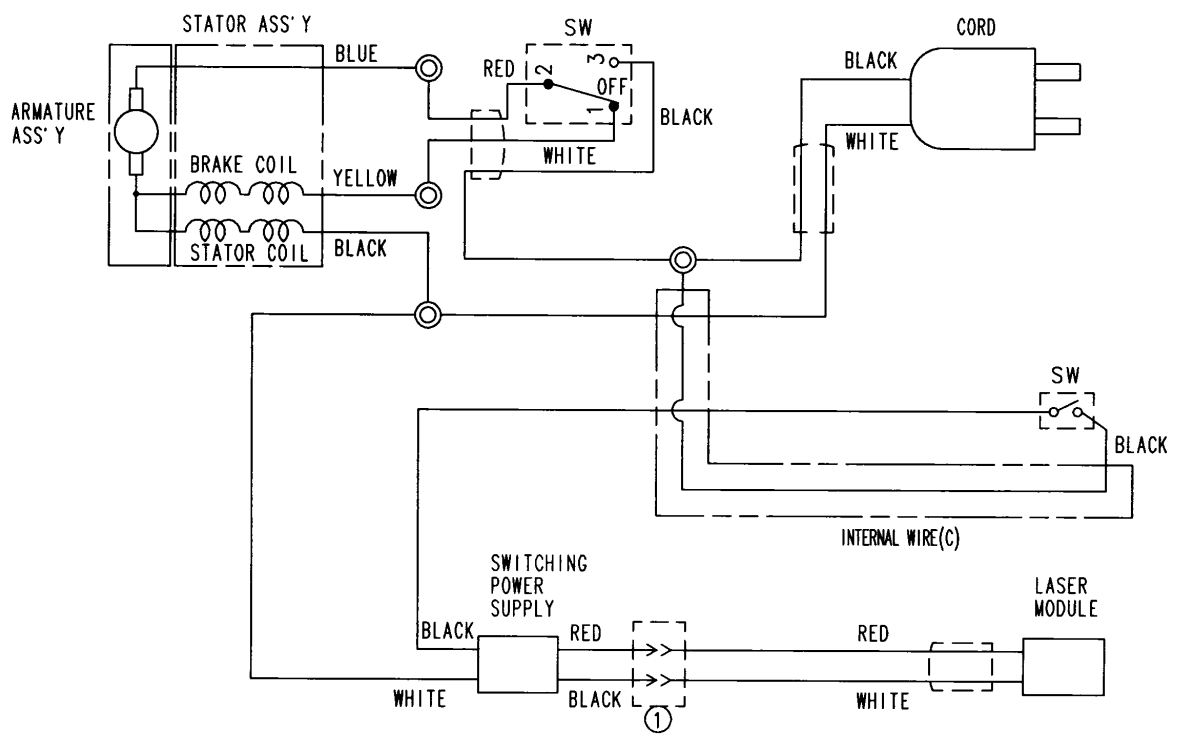 STATOR ASS'Y
SW
CORD
BLUE
RED
2
3
OFF
1
BLACK
BLACK
WHITE
ARMATURE
ASS'Y
WHITE
BRAKE COIL
YELLOW
STATOR COIL
BLACK
SW
BLACK
INTERNAL WIRE(C)
SWITCHING
POWER
SUPPLY
LASER
MODULE
BLACK
RED
RED
WHITE
BLACK
WHITE
1